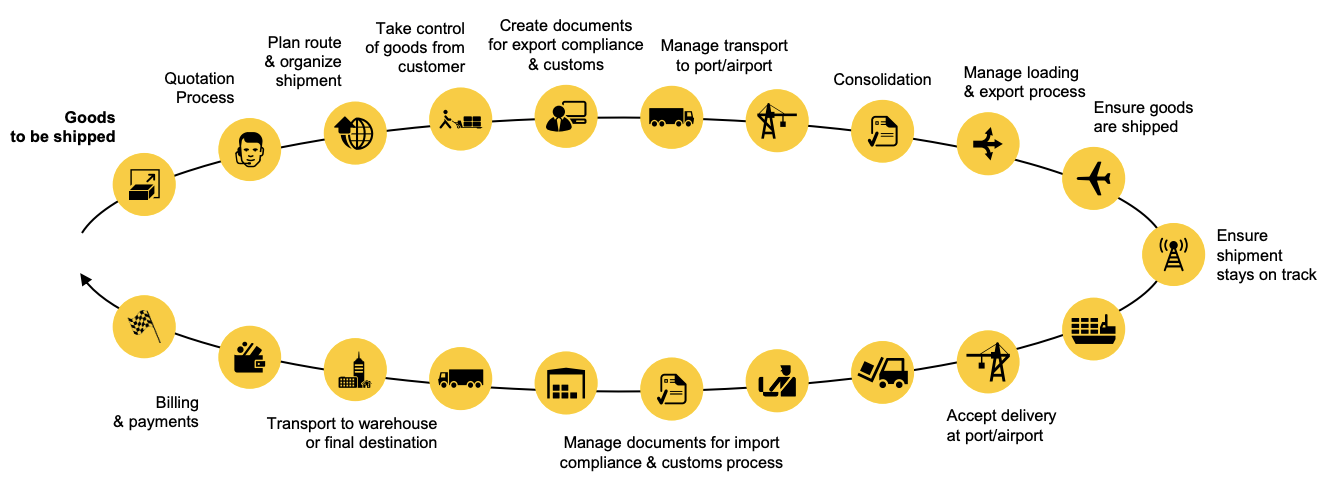 Goods
to be shipped
Quotation
Process
Plan route
& organize
shipment
Take control
of goods from
customer
Create documents
for export compliance
& customs
Manage transport
to port/airport
Consolidation
Manage loading
& export process
Ensure goods
are shipped
Ensure
shipment
stays on track
Accept delivery
at port/airport
Manage documents for import
compliance & customs process
Transport to warehouse
or final destination
Billing
& payments